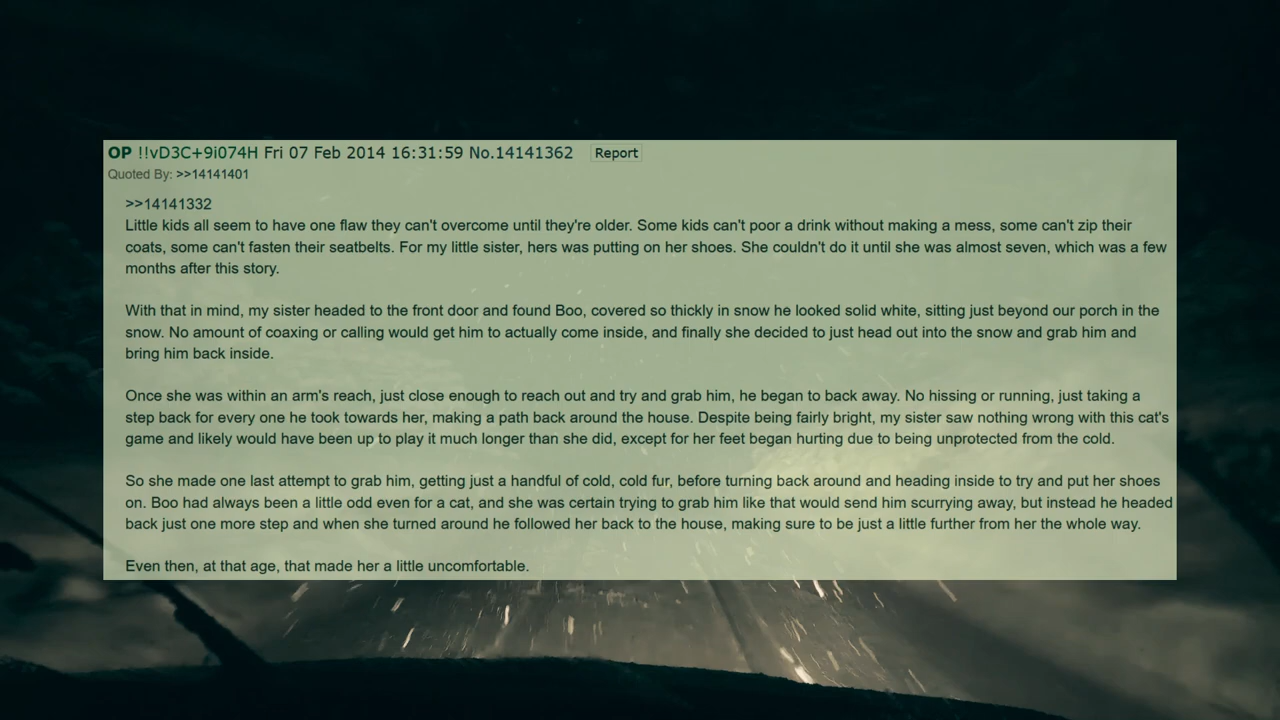 OP !!vD3C+9i074H Fri 07 Feb 2014 16:31:59 No.14141362 Report
Quoted By: >>14141401
>>14141332
Little kids all seem to have one flaw they can't overcome until they're older. Some kids can't poor a drink without making a mess, some can't zip their
coats, some can't fasten their seatbelts. For my little sister, hers was putting on her shoes. She couldn't do it until she was almost seven, which was a few
months after this story.
With that in mind, my sister headed to the front door and found Boo, covered so thickly in snow he looked solid white, sitting just beyond our porch in the
snow. No amount of coaxing or calling would get him to actually come inside, and finally she decided to just head out into the snow and grab him and
bring him back inside.
Once she was within an arm's reach, just close enough to reach out and try and grab him, he began to back away. No hissing or running, just taking a
step back for every one he took towards her, making a path back around the house. Despite being fairly bright, my sister saw nothing wrong with this cat's
game and likely would have been up to play it much longer than she did, except for her feet began hurting due to being unprotected from the cold.
So she made one last attempt to grab him, getting just a handful of cold, cold fur, before turning back around and heading inside to try and put her shoes
on. Boo had always been a little odd even for a cat, and she was certain trying to grab him like that would send him scurrying away, but instead he headed
back just one more step and when she turned around he followed her back to the house, making sure to be just a little further from her the whole way.
Even then, at that age, that made her a little uncomfortable.